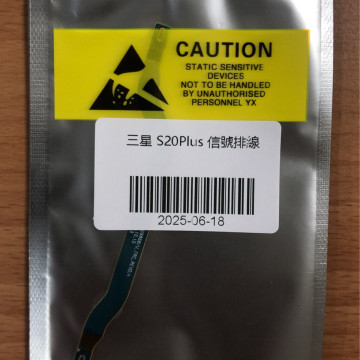 CAUTION
STATIC SENSITIVE
DEVICES
NOT TO BE HANDLED
BY UNAUTHORISED
PERSONNEL YX
三星 S20Plus 信號排線
2025-06-18